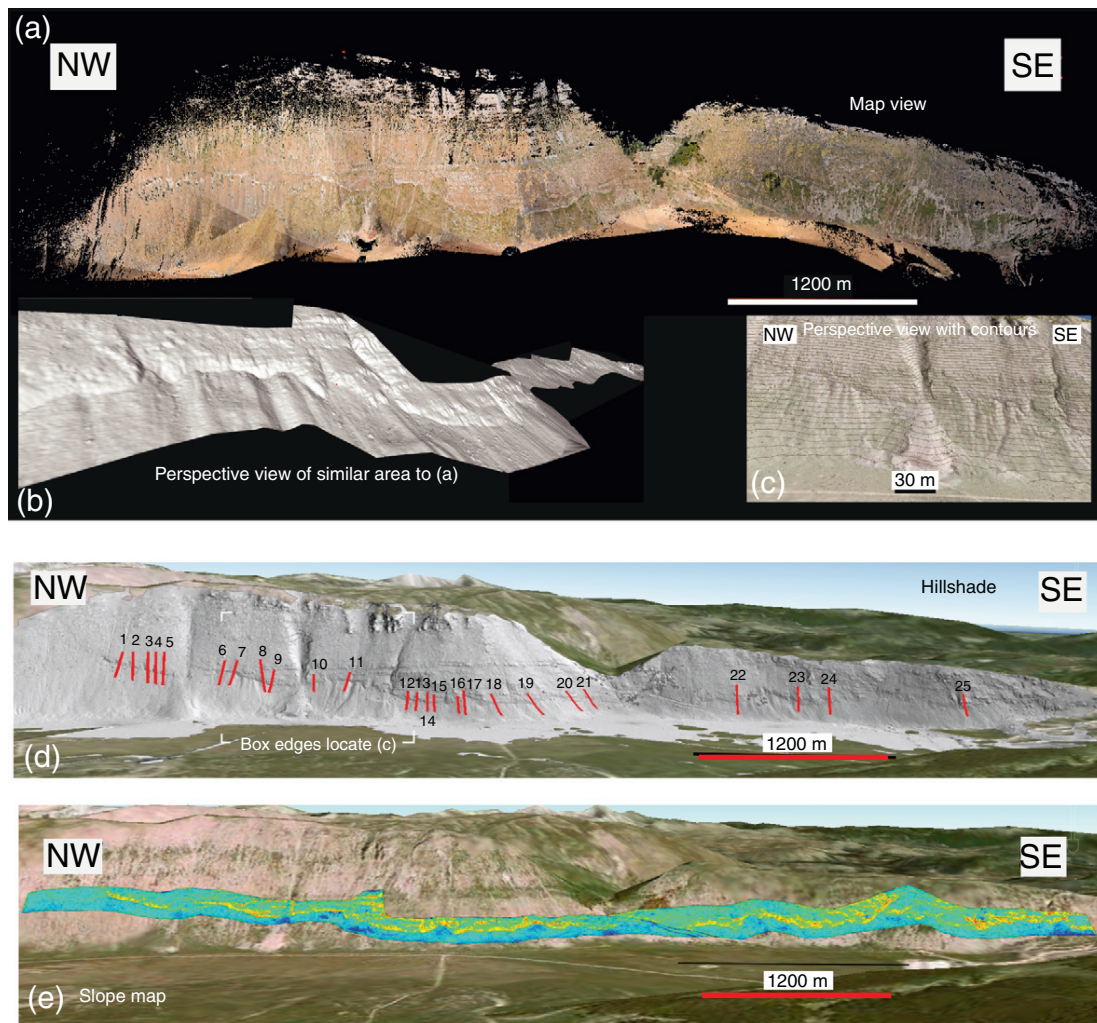 (a)
NW
SE
Map view
1200 m
Perspective view of similar area to (a)
(b)
NW
Perspective view with contours
SE
(c)
30 m
NW
Hillshade
SE
1
2
3
4
5
6
7
8
9
10
11
12
13
14
15
16
17
18
19
20
21
22
23
24
25
Box edges locate (c)
1200 m
(d)
NW
SE
1200 m
(e)
Slope map